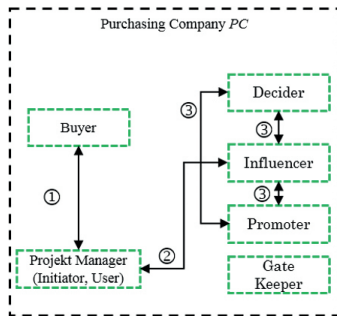 Purchasing Company PC
③
Decider
Buyer
③
①
Influencer
③
Promoter
②
Projekt Manager
(Initiator, User)
Gate
Keeper